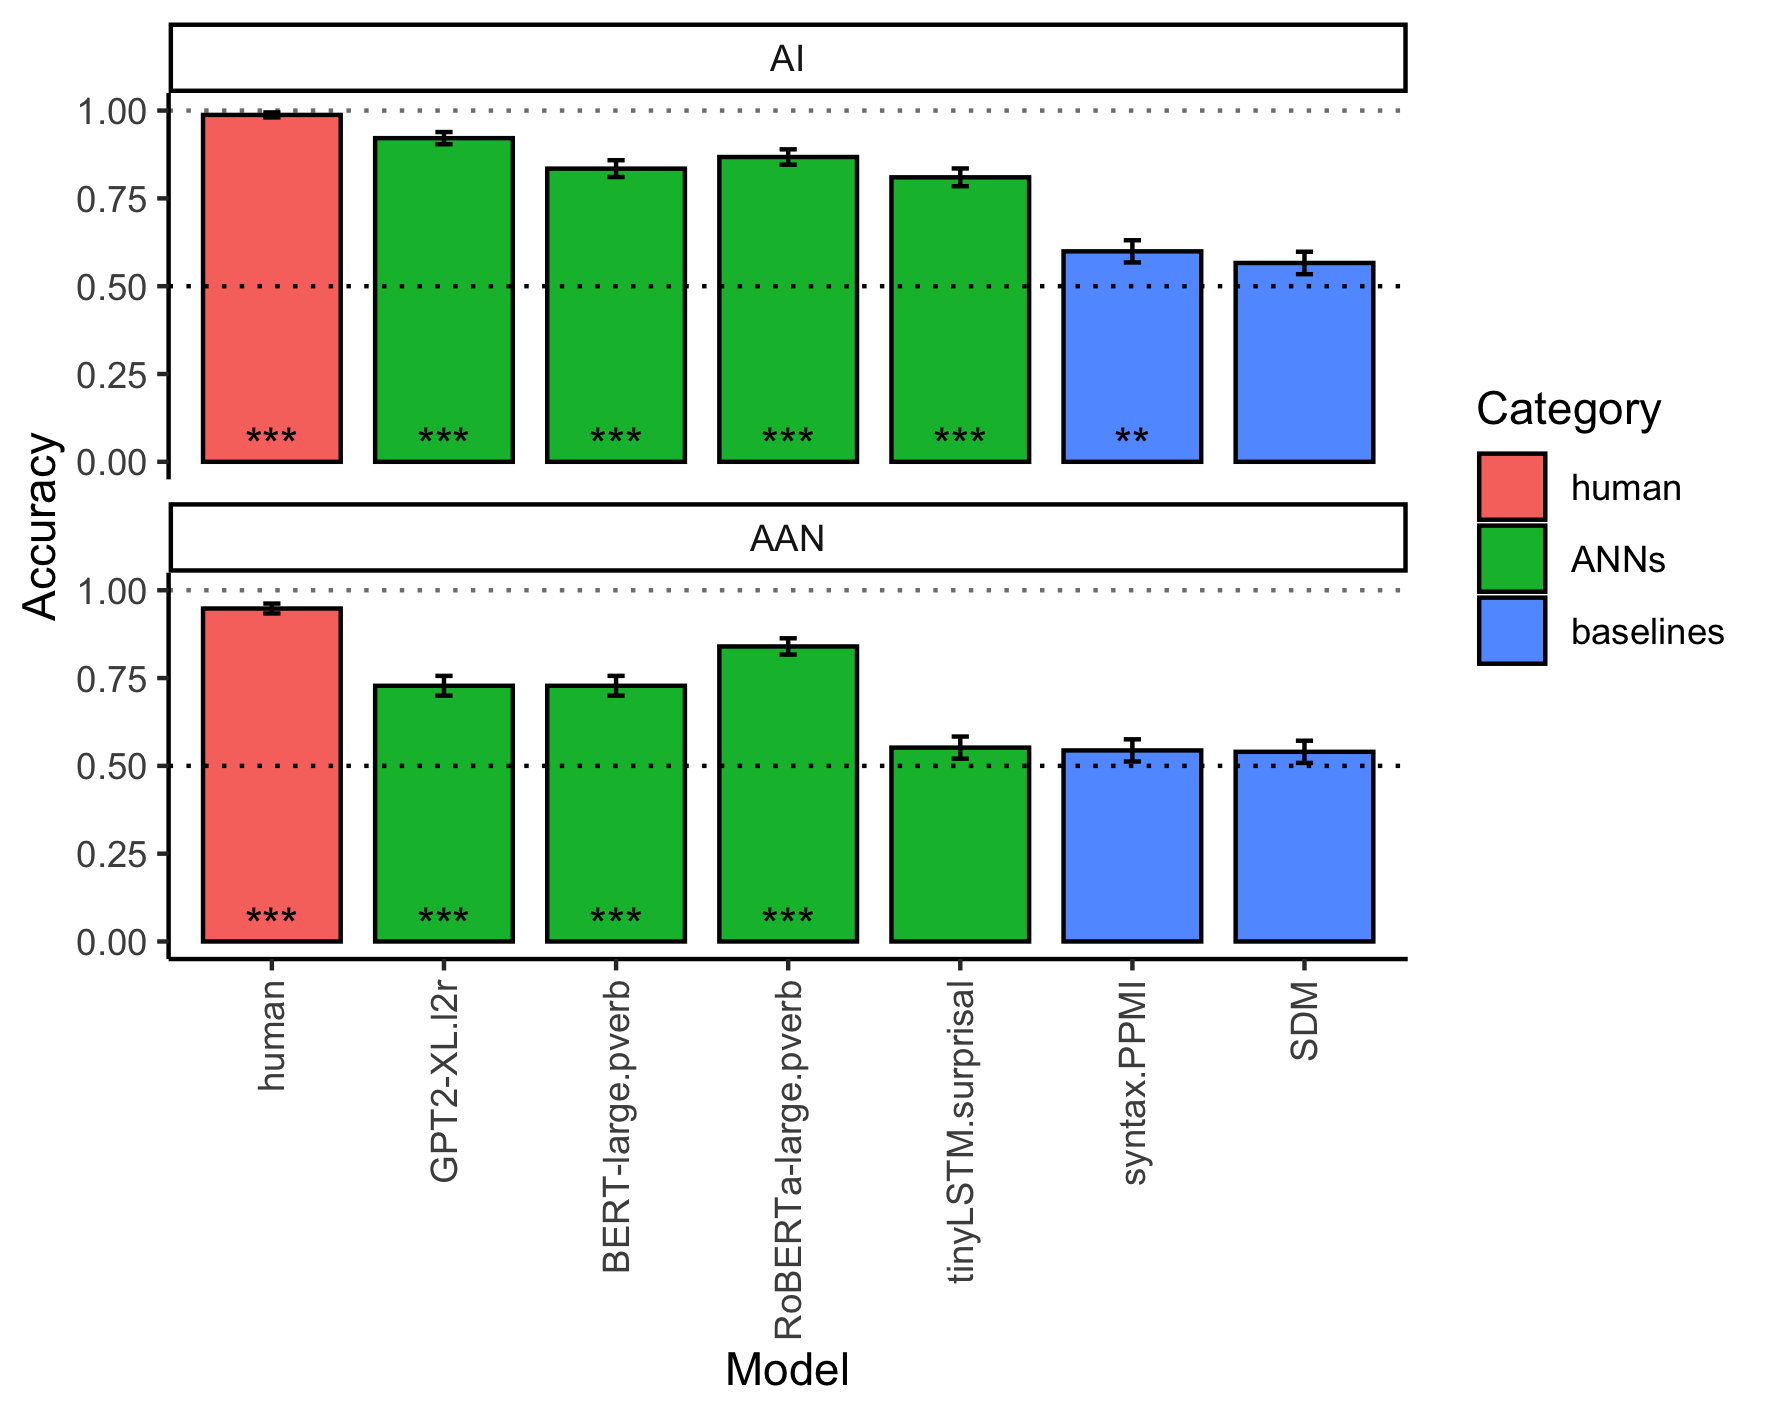 AI
1.00
0.75
0.50
0.25
0.00
*** *** *** *** *** **
AAN
1.00
0.75
0.50
0.25
0.00
*** *** *** ***
Accuracy
human
GPT2-XL.l2r
BERT-large.pverb
RoBERTa-large.pverb
tinyLSTM.surprisal
syntax.PPMI
SDM
Model
Category
human
ANNs
baselines